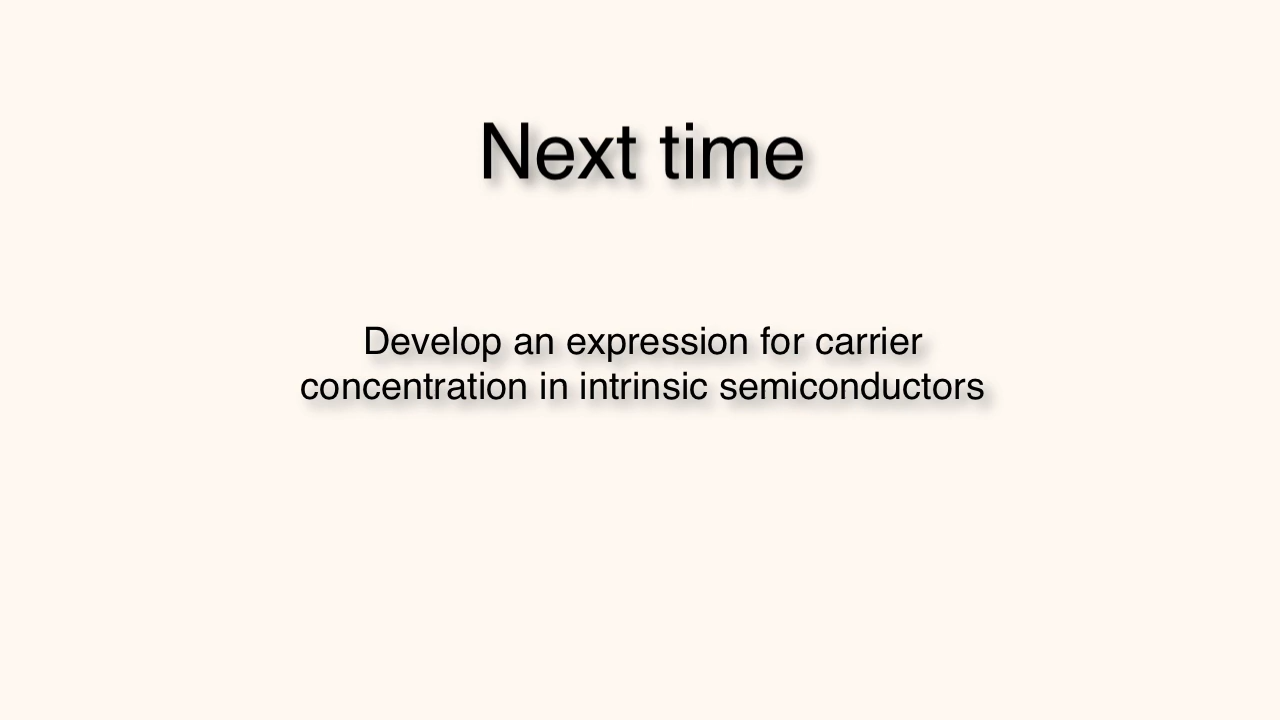 Next time
Develop an expression for carrier
concentration in intrinsic semiconductors